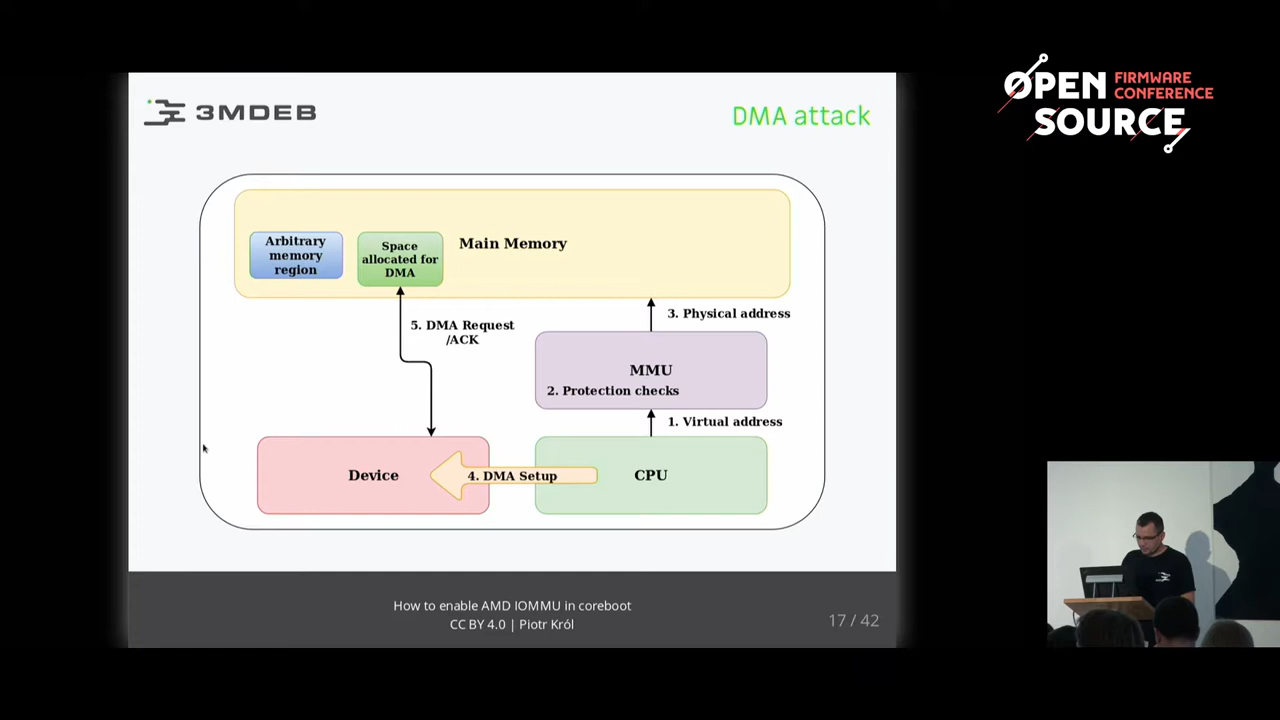 3MDEB
DMA attack
OPEN
FIRMWARE
CONFERENCE
SOURCE
Arbitrary
memory
region
Space
allocated for
DMA
Main Memory
5. DMA Request
/ACK
3. Physical address
MMU
2. Protection checks
1. Virtual address
Device
4. DMA Setup
CPU
How to enable AMD IOMMU in coreboot
CC BY 4.0 | Piotr Król
17 / 42